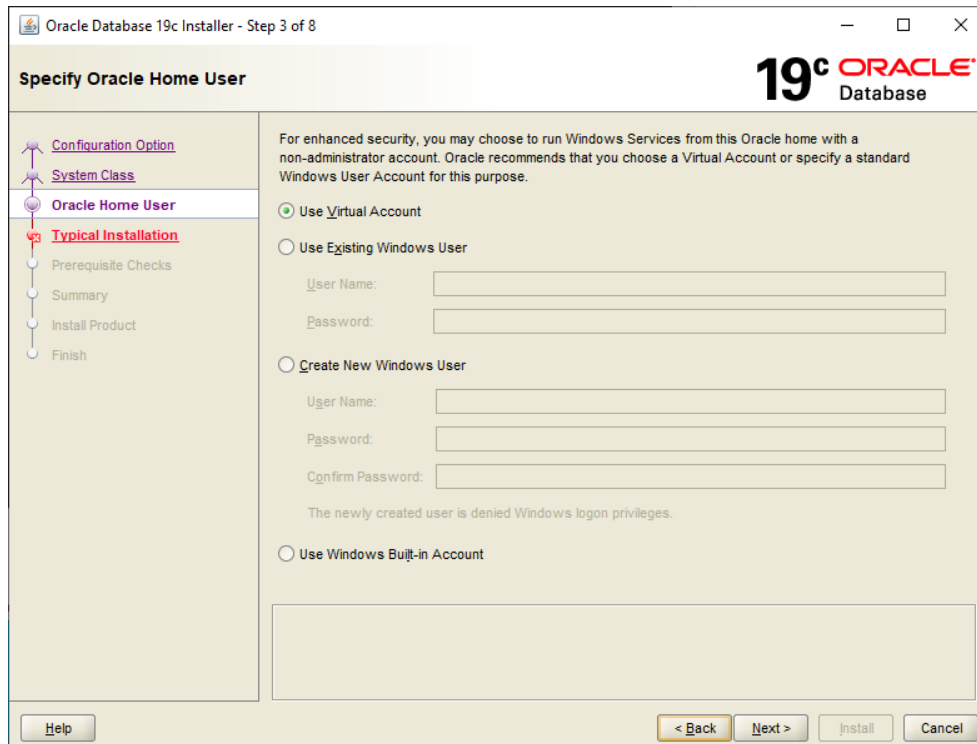 Oracle Database 19c Installer - Step 3 of 8
Specify Oracle Home User
19c ORACLE
Database
Configuration Option
System Class
Oracle Home User
Typical Installation
Prerequisite Checks
Summary
Install Product
Finish
For enhanced security, you may choose to run Windows Services from this Oracle home with a
non-administrator account. Oracle recommends that you choose a Virtual Account or specify a standard
Windows User Account for this purpose.
Use Virtual Account
Use Existing Windows User
User Name:
Password:
Create New Windows User
User Name:
Password:
Confirm Password:
The newly created user is denied Windows logon privileges.
Use Windows Built-in Account
Help
< Back
Next >
Install
Cancel